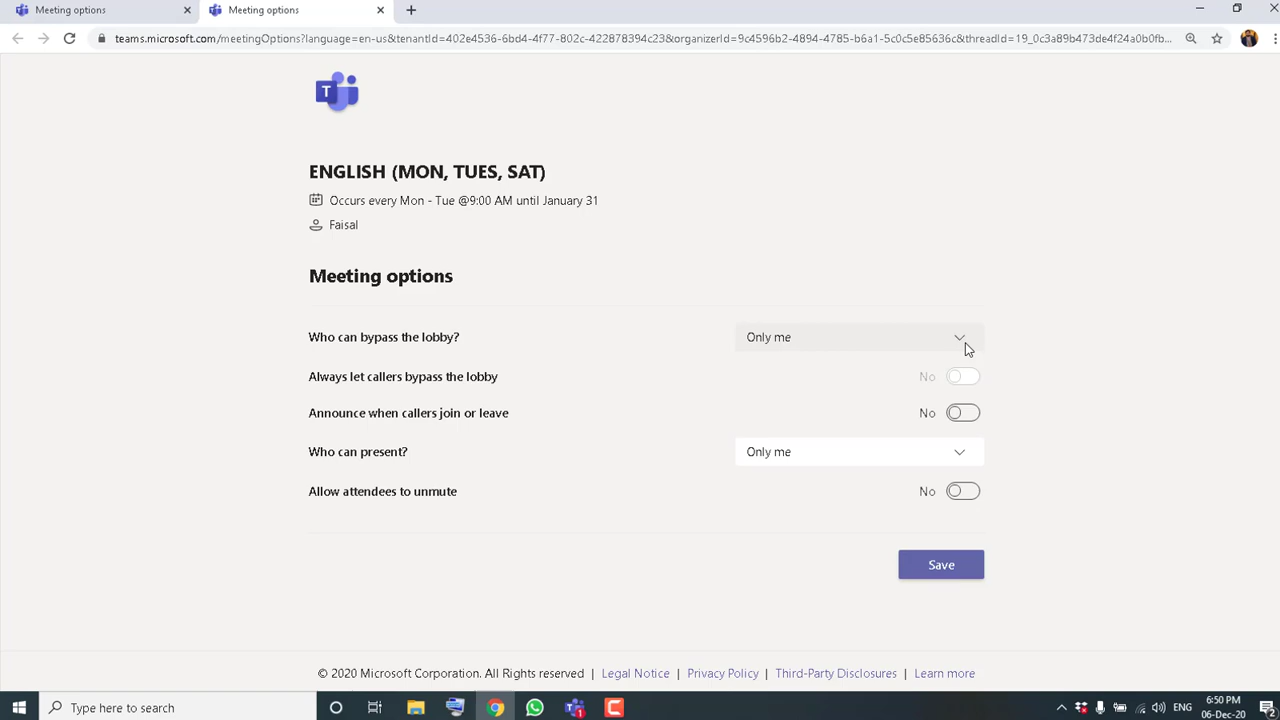 Meeting options
Meeting options
teams.microsoft.com/meetingOptions?language=en-us&tenantId=402e4536-6bd4-4f77-802c-422878394c23&organizerId=9c4596b2-4894-4785-b6a1-5c0c5e85636c&threadId=19_0c3a89b473de4f24a0b0fb...
T
ENGLISH (MON, TUES, SAT)
Occurs every Mon - Tue @9:00 AM until January 31
Faisal
Meeting options
Who can bypass the lobby? Only me
Always let callers bypass the lobby No
Announce when callers join or leave No
Who can present? Only me
Allow attendees to unmute No
Save
© 2020 Microsoft Corporation. All Rights reserved | Legal Notice | Privacy Policy | Third-Party Disclosures | Learn more
Type here to search
ENG
6:50 PM
06-Dec-20